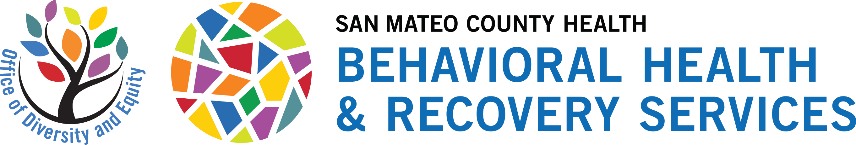 Office of Diversity and Equity
SAN MATEO COUNTY HEALTH
BEHAVIORAL HEALTH
& RECOVERY SERVICES